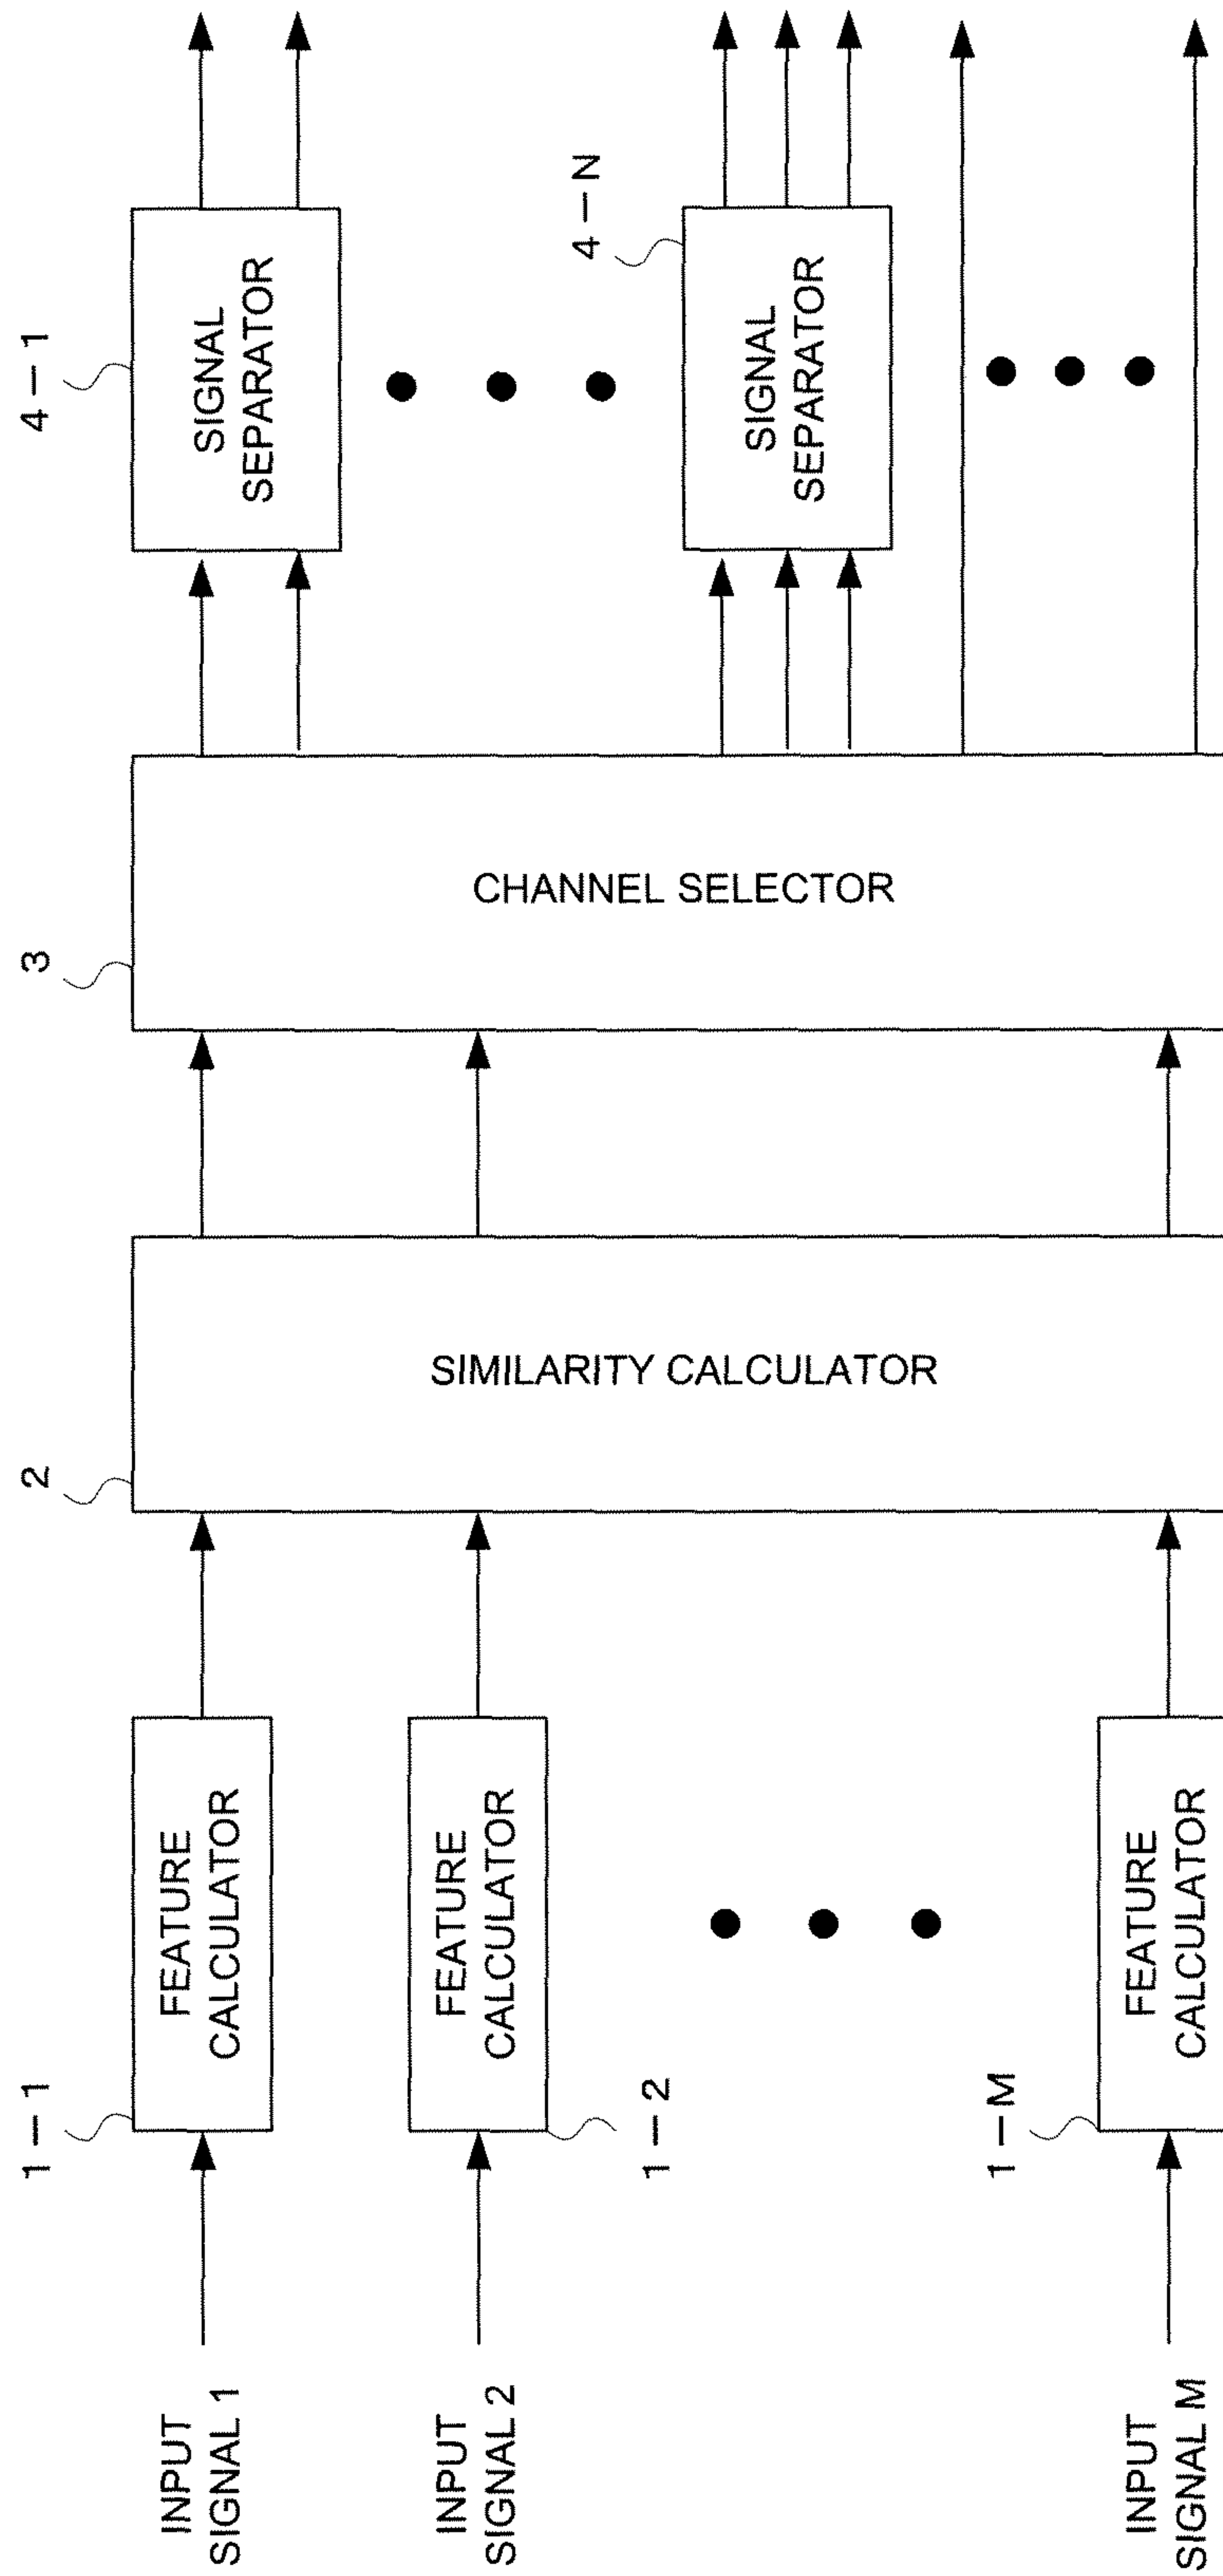 INPUT
SIGNAL 1
1-1
FEATURE
CALCULATOR
INPUT
SIGNAL 2
1-2
FEATURE
CALCULATOR
INPUT
SIGNAL M
1-M
FEATURE
CALCULATOR
2
SIMILARITY CALCULATOR
3
CHANNEL SELECTOR
4-1
SIGNAL
SEPARATOR
4-N
SIGNAL
SEPARATOR